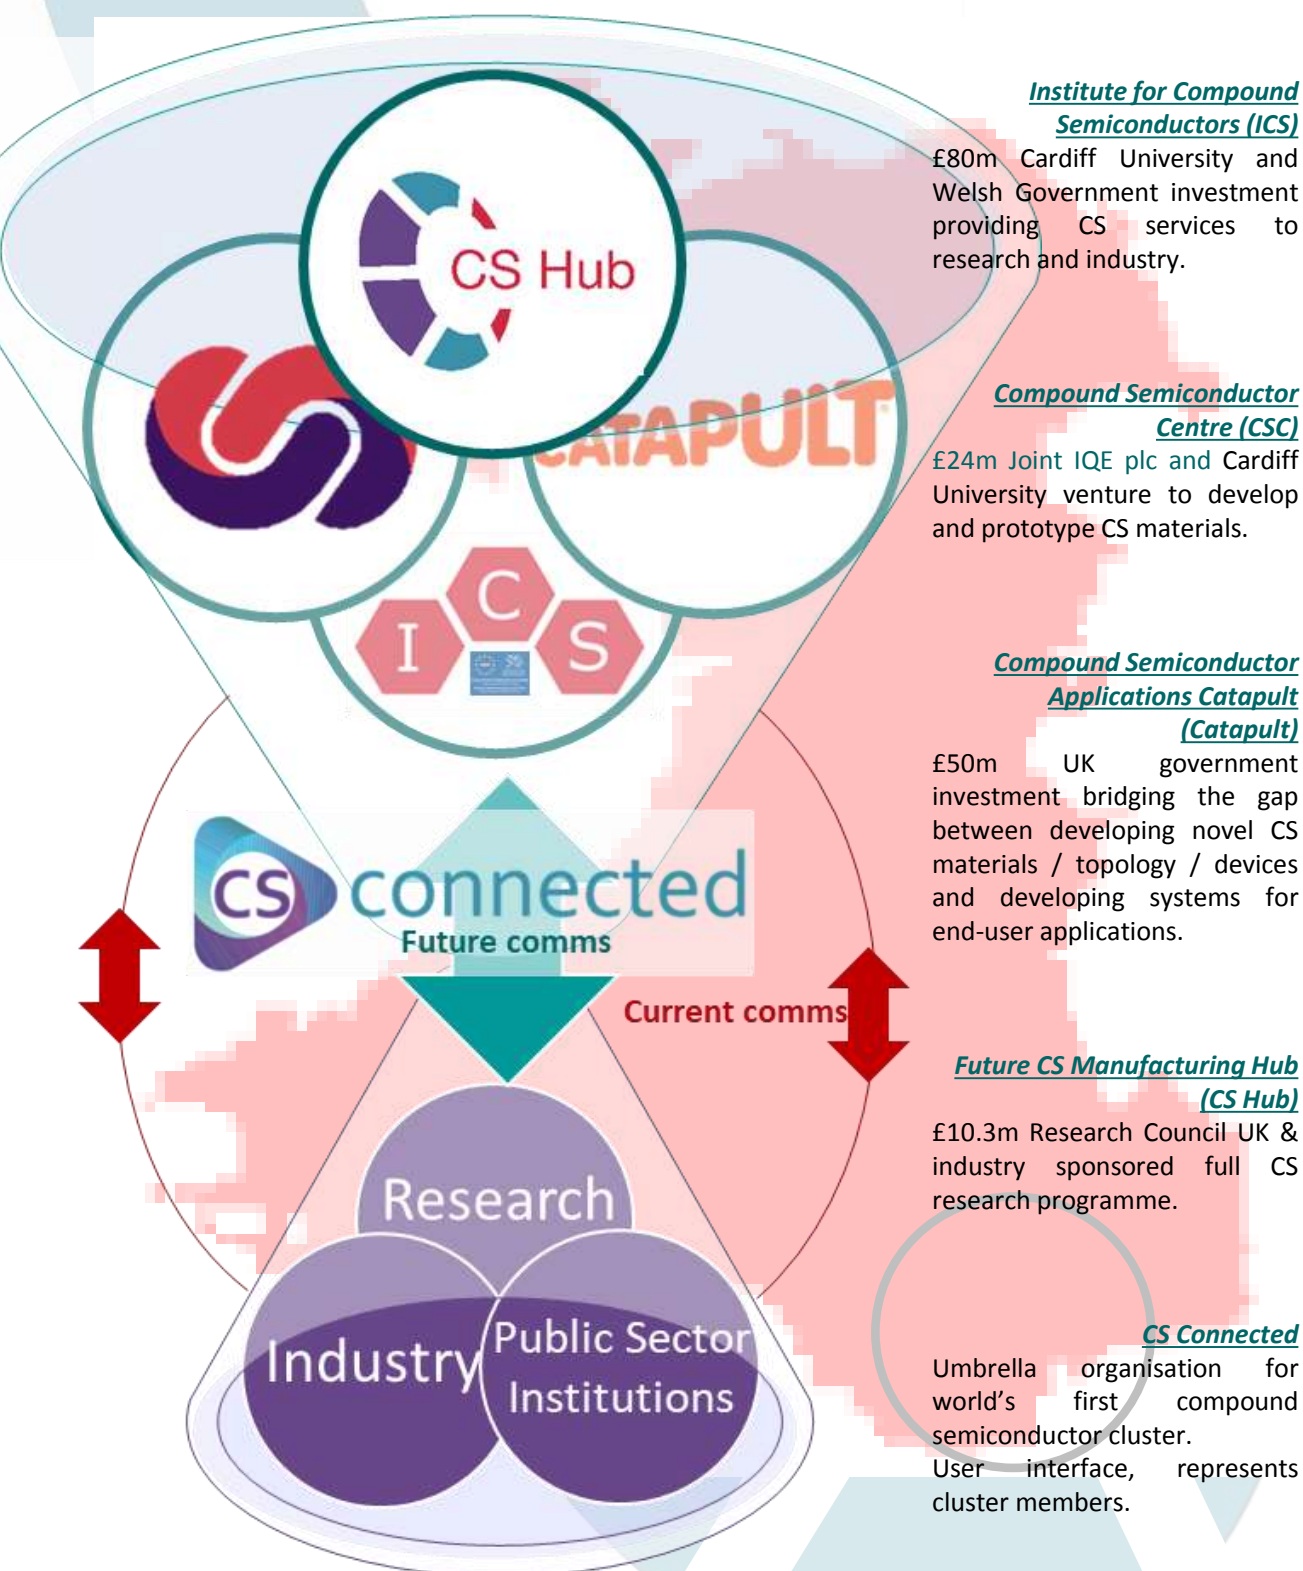 CS Hub
CATAPULT
I C S
CS connected
Future comms
Current comms
Research
Industry
Public Sector
Institutions
Institute for Compound
Semiconductors (ICS)
£80m Cardiff University and
Welsh Government investment
providing CS services to
research and industry.
Compound Semiconductor
Centre (CSC)
£24m Joint IQE plc and Cardiff
University venture to develop
and prototype CS materials.
Compound Semiconductor
Applications Catapult
(Catapult)
£50m UK government
investment bridging the gap
between developing novel CS
materials / topology / devices
and developing systems for
end-user applications.
Future CS Manufacturing Hub
(CS Hub)
£10.3m Research Council UK &
industry sponsored full CS
research programme.
CS Connected
Umbrella organisation for
world's first compound
semiconductor cluster.
User interface, represents
cluster members.